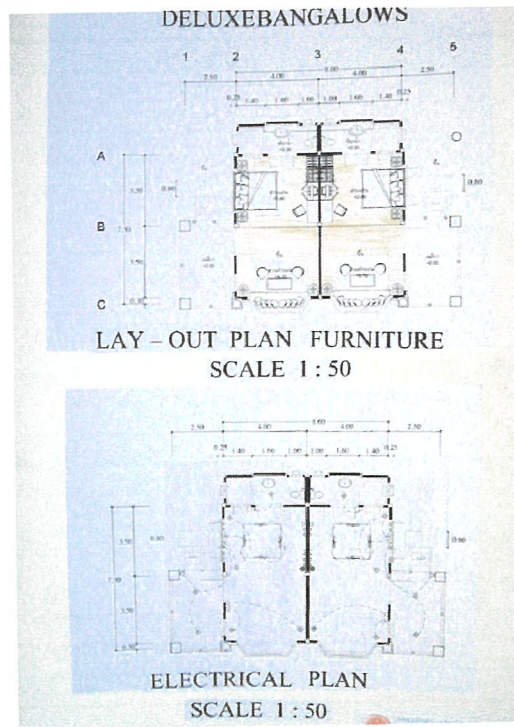 DELUXEBANGALOWS
1 2 3 4 5
8.00
2.50 4.00 4.00 2.50
0.25 1.40 1.60 1.00 1.00 1.60 1.40 0.25
A
3.50
0.80 0.80
B
7.50
3.50
C
0.50
LAY – OUT PLAN FURNITURE
SCALE 1 : 50
8.00
2.50 4.00 4.00 2.50
0.25 1.40 1.60 1.00 1.00 1.60 1.40 0.25
3.50
0.80 0.80
7.50
3.50
0.50
ELECTRICAL PLAN
SCALE 1 : 50